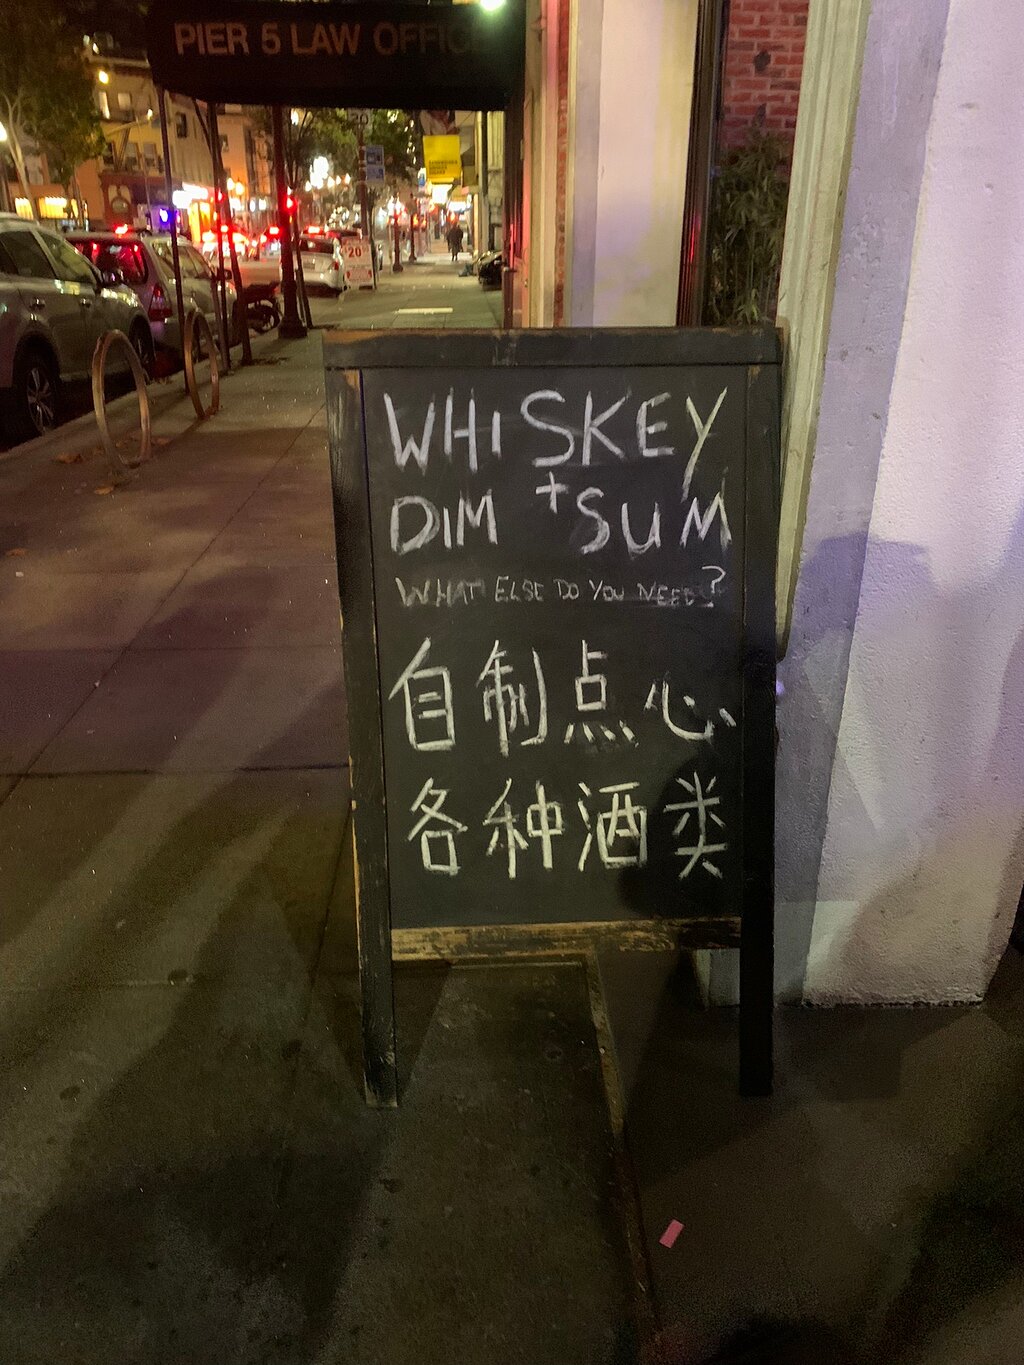 PIER 5 LAW OFFIC
20
20
WHISKEY
+
DIM SUM
WHAT ELSE DO YOU NEED?
自制点心
各种酒类